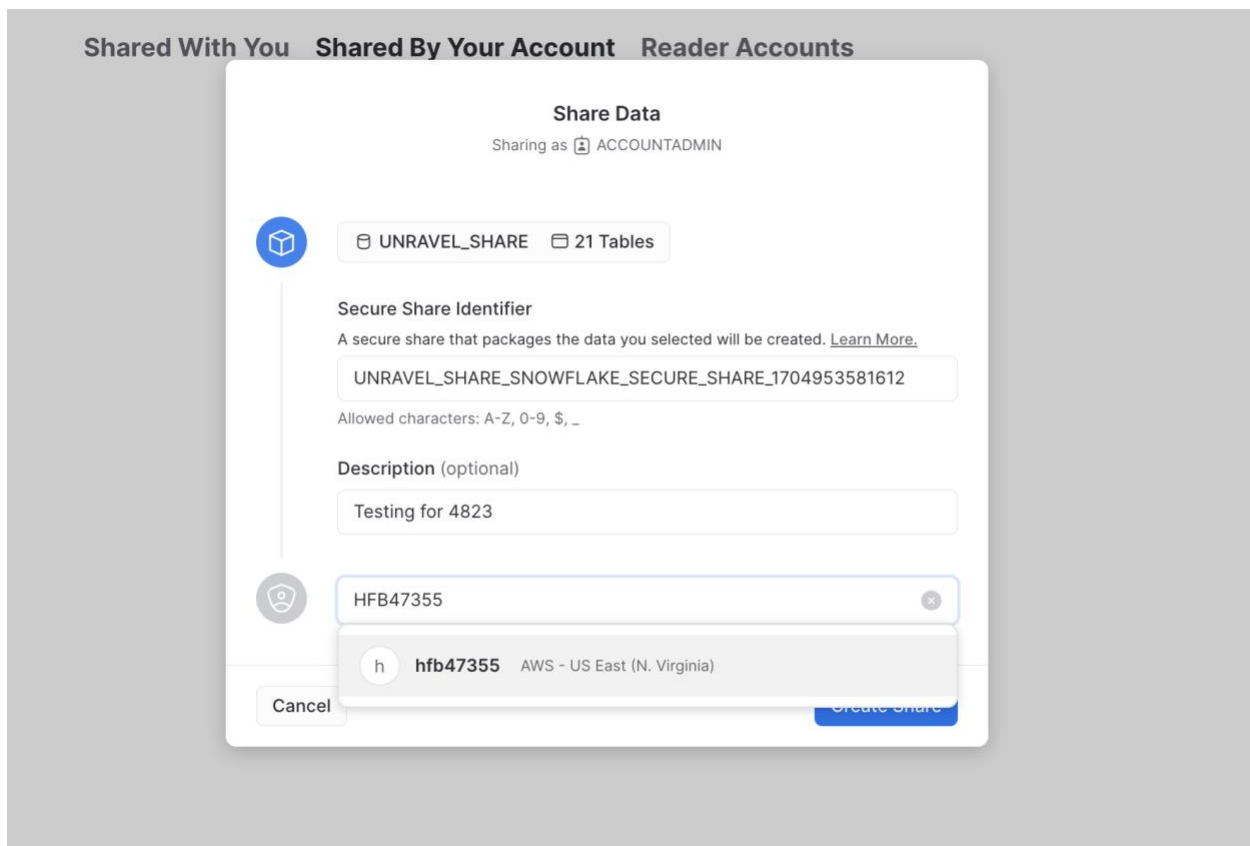 Shared With You Shared By Your Account Reader Accounts
Share Data
Sharing as ACCOUNTADMIN
UNRAVEL_SHARE 21 Tables
Secure Share Identifier
A secure share that packages the data you selected will be created. Learn More.
UNRAVEL_SHARE_SNOWFLAKE_SECURE_SHARE_1704953581612
Allowed characters: A-Z, 0-9, $, _
Description (optional)
Testing for 4823
HFB47355
h hfb47355 AWS - US East (N. Virginia)
Cancel Create Share